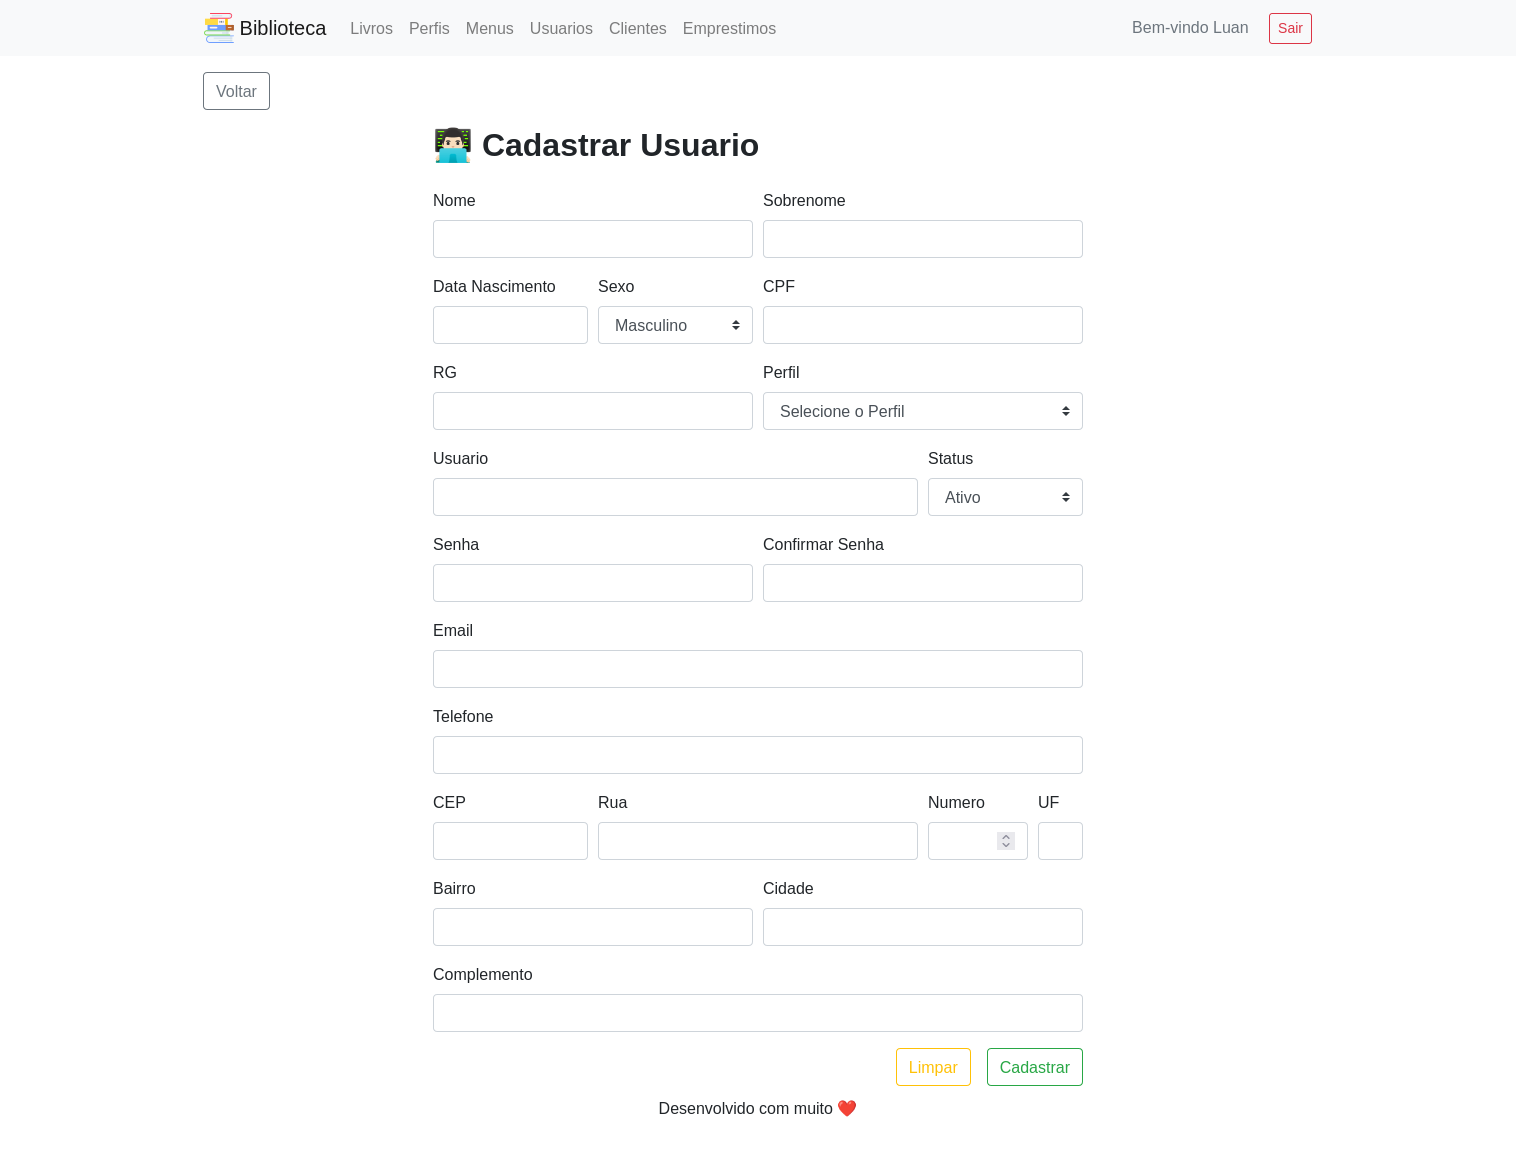 Biblioteca Livros Perfis Menus Usuarios Clientes Emprestimos Bem-vindo Luan Sair
Voltar
👨🏻‍💻 Cadastrar Usuario
Nome Sobrenome
Data Nascimento Sexo CPF
Masculino
RG Perfil
Selecione o Perfil
Usuario Status
Ativo
Senha Confirmar Senha
Email
Telefone
CEP Rua Numero UF
Bairro Cidade
Complemento
Limpar Cadastrar
Desenvolvido com muito ❤️